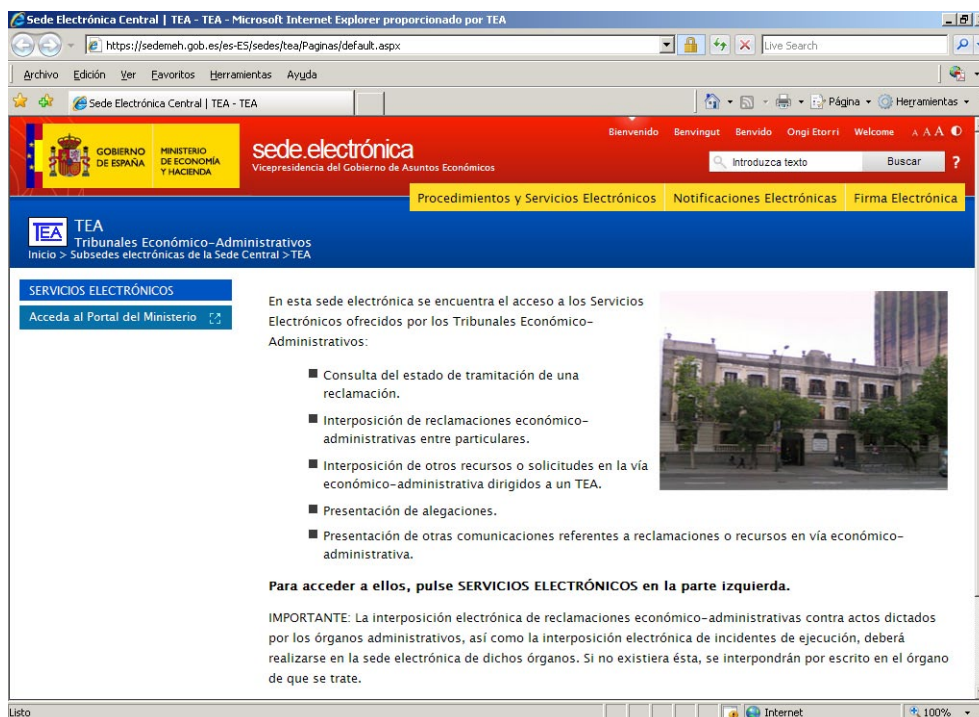 Sede Electrónica Central | TEA - TEA - Microsoft Internet Explorer proporcionado por TEA
https://sedemeh.gob.es/es-ES/sedes/tea/Paginas/default.aspx
Live Search
Archivo Edición Ver Favoritos Herramientas Ayuda
Sede Electrónica Central | TEA - TEA
Página Herramientas
Bienvenido Benvingut Benvido Ongi Etorri Welcome A A A
GOBIERNO DE ESPAÑA
MINISTERIO DE ECONOMÍA Y HACIENDA
sede.electrónica
Vicepresidencia del Gobierno de Asuntos Económicos
Introduzca texto Buscar ?
Procedimientos y Servicios Electrónicos Notificaciones Electrónicas Firma Electrónica
TEA TEA
Tribunales Económico-Administrativos
Inicio > Subsedes electrónicas de la Sede Central >TEA
SERVICIOS ELECTRÓNICOS
Acceda al Portal del Ministerio
En esta sede electrónica se encuentra el acceso a los Servicios
Electrónicos ofrecidos por los Tribunales Económico-
Administrativos:
Consulta del estado de tramitación de una
reclamación.
Interposición de reclamaciones económico-
administrativas entre particulares.
Interposición de otros recursos o solicitudes en la vía
económico-administrativa dirigidos a un TEA.
Presentación de alegaciones.
Presentación de otras comunicaciones referentes a reclamaciones o recursos en vía económico-
administrativa.
Para acceder a ellos, pulse SERVICIOS ELECTRÓNICOS en la parte izquierda.
IMPORTANTE: La interposición electrónica de reclamaciones económico-administrativas contra actos dictados
por los órganos administrativos, así como la interposición electrónica de incidentes de ejecución, deberá
realizarse en la sede electrónica de dichos órganos. Si no existiera ésta, se interpondrán por escrito en el órgano
de que se trate.
Listo Internet 100%